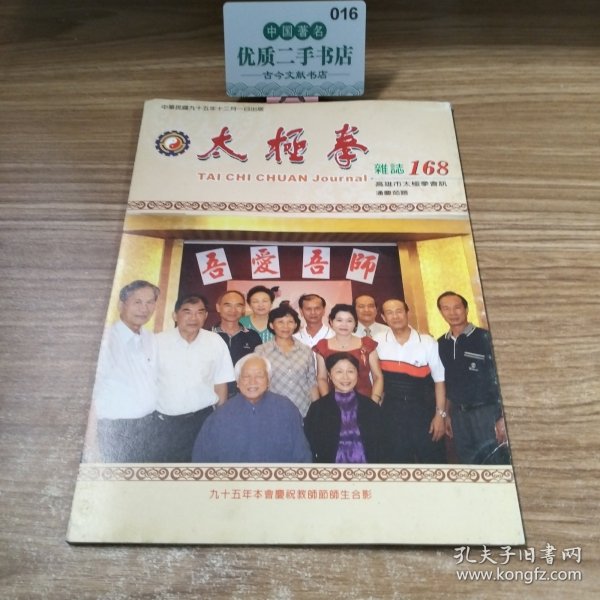 016
中国著名
优质二手书店
古今文献书店
中華民國九十五年十二月一日出版
太極拳
雜誌 168
TAI CHI CHUAN Journal
高雄市太極拳會訊
潘慶茹題
吾愛吾師
九十五年本會慶祝教師節師生合影
孔夫子旧书网
www.kongfz.com